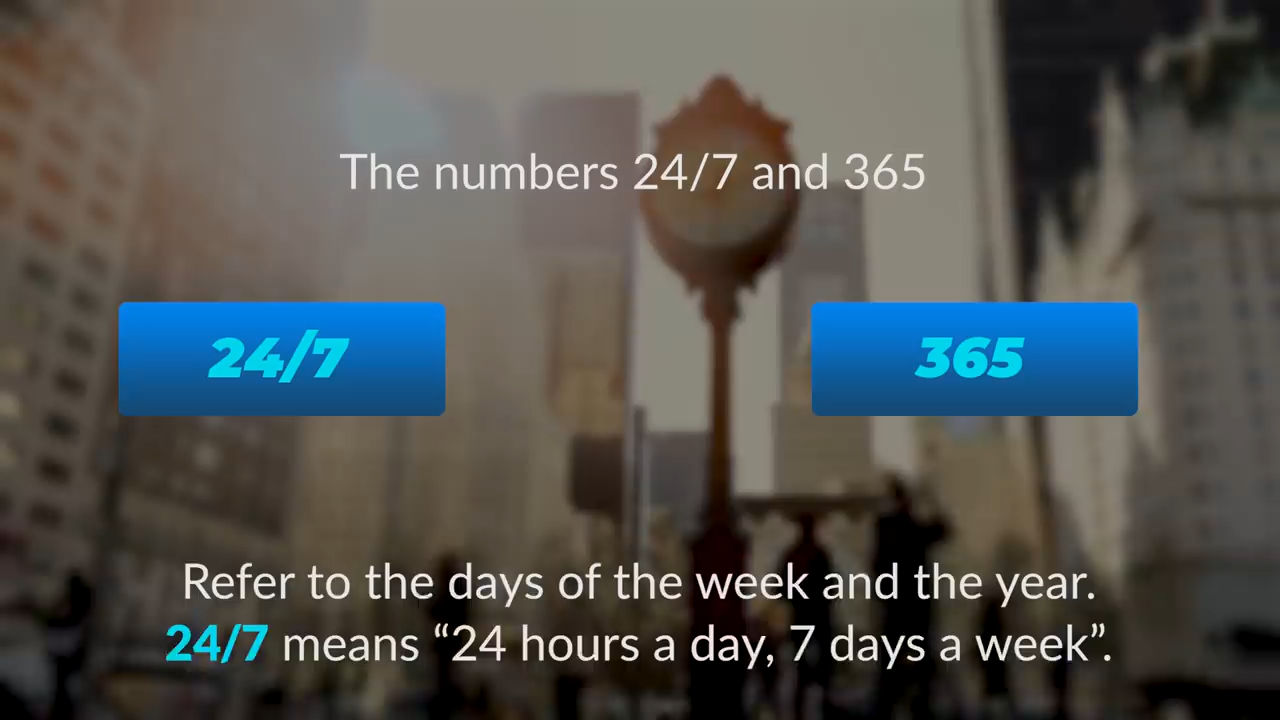 The numbers 24/7 and 365
24/7
365
Refer to the days of the week and the year.
24/7 means “24 hours a day, 7 days a week”.